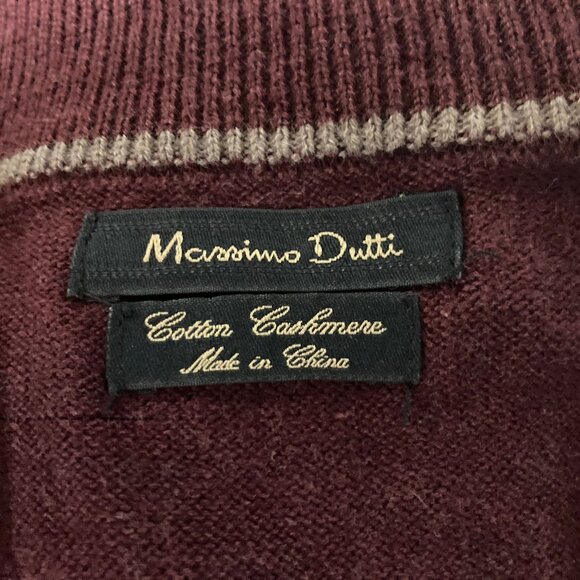 Massimo Dutti
Cotton Cashmere
Made in China